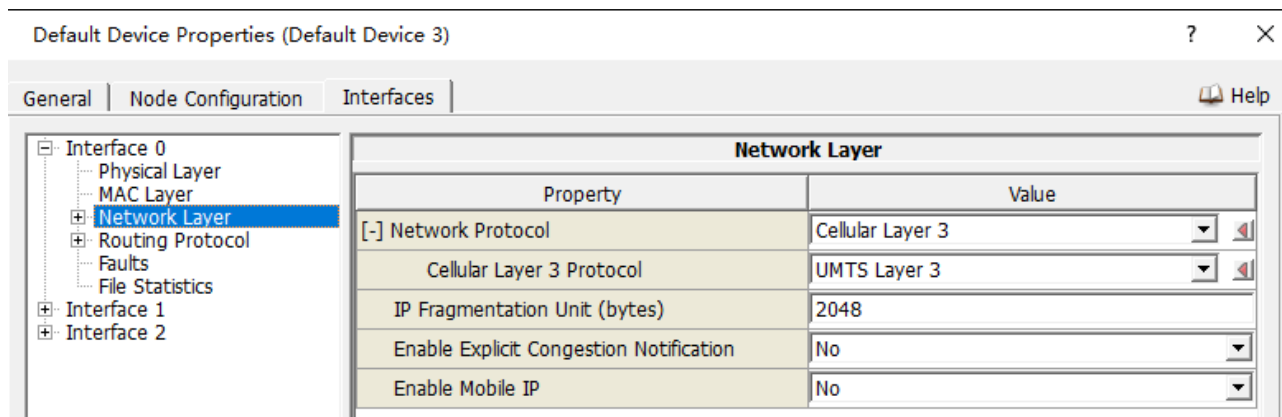 Default Device Properties (Default Device 3) ? ×
General Node Configuration Interfaces Help
Interface 0
Physical Layer
MAC Layer
Network Layer
Routing Protocol
Faults
File Statistics
Interface 1
Interface 2
Network Layer
Property Value
[-] Network Protocol Cellular Layer 3
Cellular Layer 3 Protocol UMTS Layer 3
IP Fragmentation Unit (bytes) 2048
Enable Explicit Congestion Notification No
Enable Mobile IP No